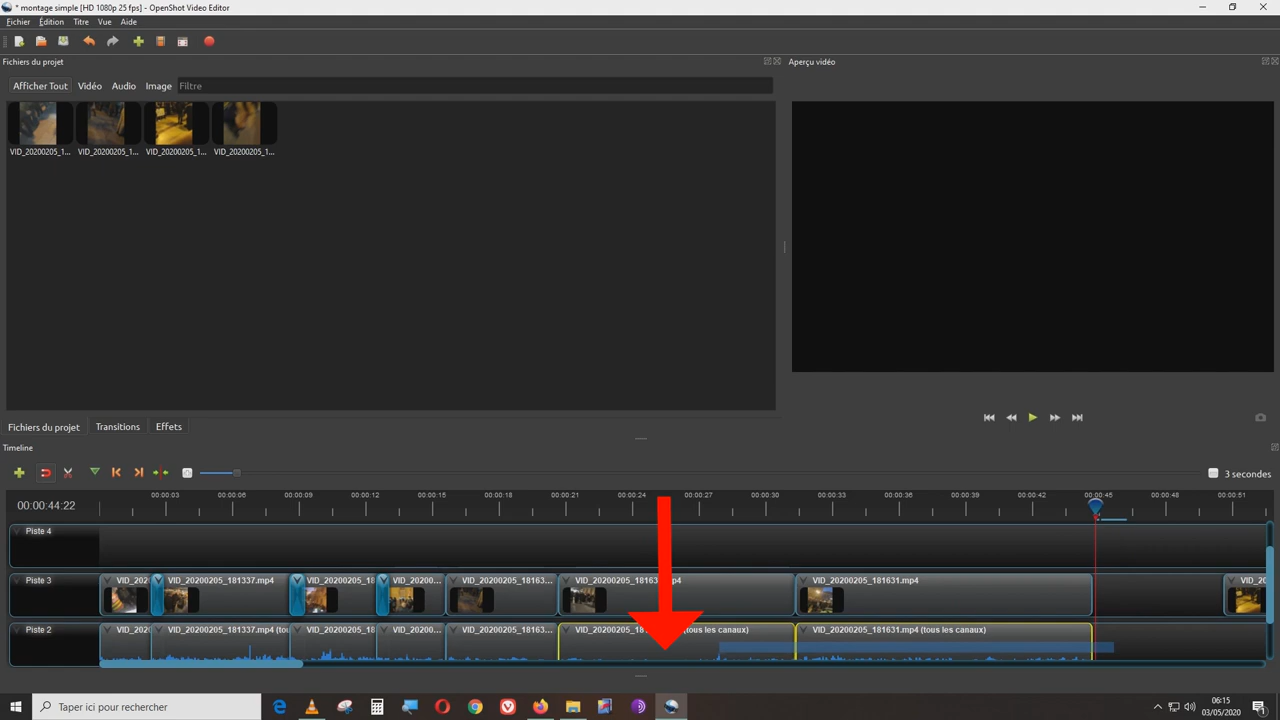 * montage simple [HD 1080p 25 fps] - OpenShot Video Editor
Fichier Édition Titre Vue Aide
Fichiers du projet
Aperçu vidéo
Afficher Tout Vidéo Audio Image Filtre
VID_20200205_1... VID_20200205_1... VID_20200205_1... VID_20200205_1...
Fichiers du projet Transitions Effets
Timeline
3 secondes
00:00:44:22
00:00:03 00:00:06 00:00:09 00:00:12 00:00:15 00:00:18 00:00:21 00:00:24 00:00:27 00:00:30 00:00:33 00:00:36 00:00:39 00:00:42 00:00:45 00:00:48 00:00:51
Piste 4
Piste 3
VID_202 VID_20200205_181337.mp4 VID_20200205_18 VID_20200... VID_20200205_18163... VID_20200205_1816 mp4 VID_20200205_181631.mp4 VID_20
Piste 2
VID_202 VID_20200205_181337.mp4 (tou VID_20200205_18 VID_20200... VID_20200205_18163... VID_20200205_181 (tous les canaux) VID_20200205_181631.mp4 (tous les canaux)
Taper ici pour rechercher
06:15
03/05/2020
1